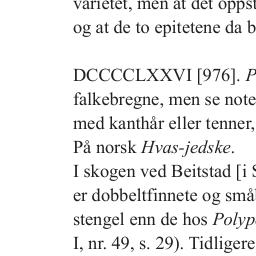 varietet, men at det oppst
og at de to epitetene da b
DCCCCLXXVI [976]. P
falkebregne, men se note
med kanthår eller tenner,
På norsk Hvas-jedske.
I skogen ved Beitstad [i S
er dobbeltfinnete og små
stengel enn de hos Polyp
I, nr. 49, s. 29). Tidligere